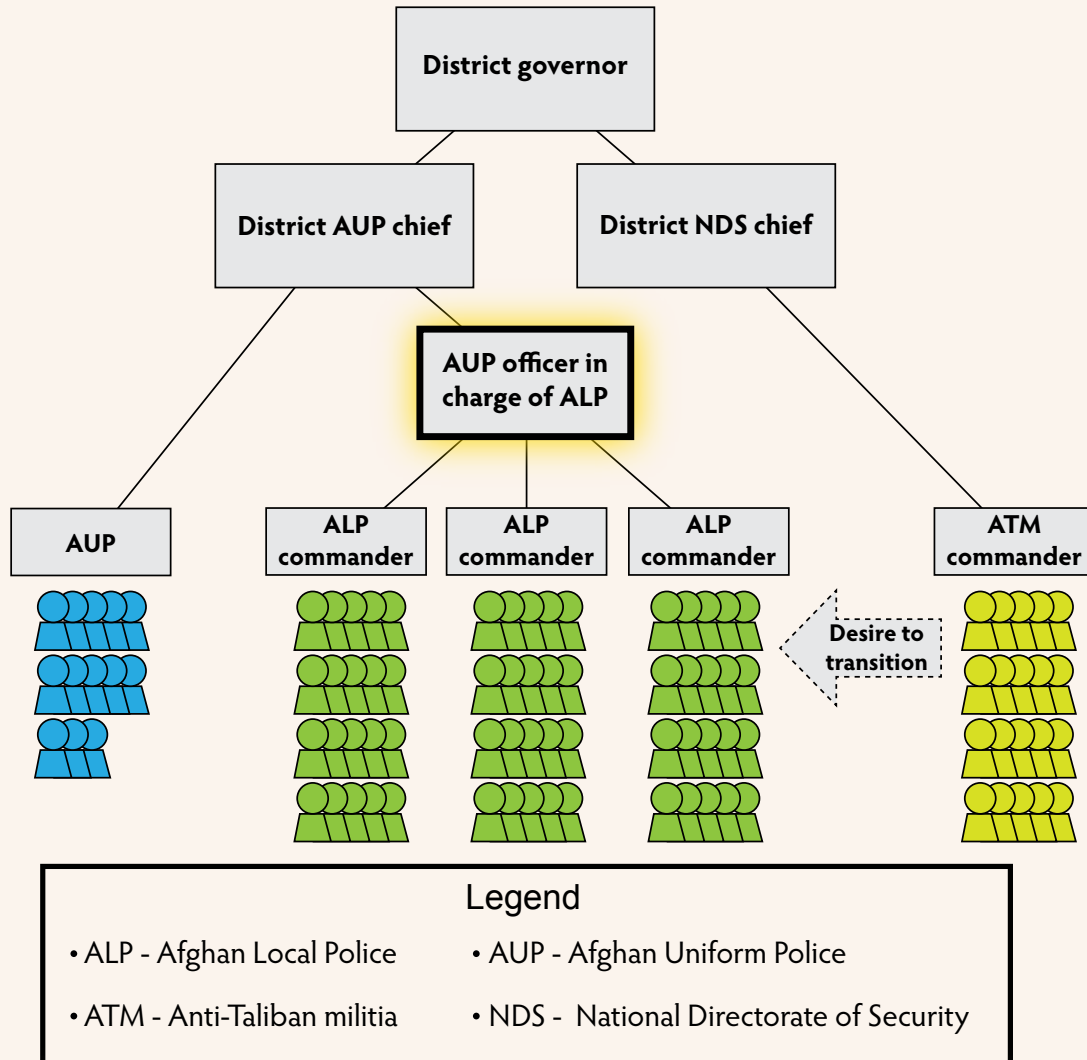 District governor
District AUP chief
District NDS chief
AUP officer in
charge of ALP
AUP
ALP
commander
ALP
commander
ALP
commander
ATM
commander
Desire to
transition
Legend
• ALP - Afghan Local Police
• AUP - Afghan Uniform Police
• ATM - Anti-Taliban militia
• NDS - National Directorate of Security